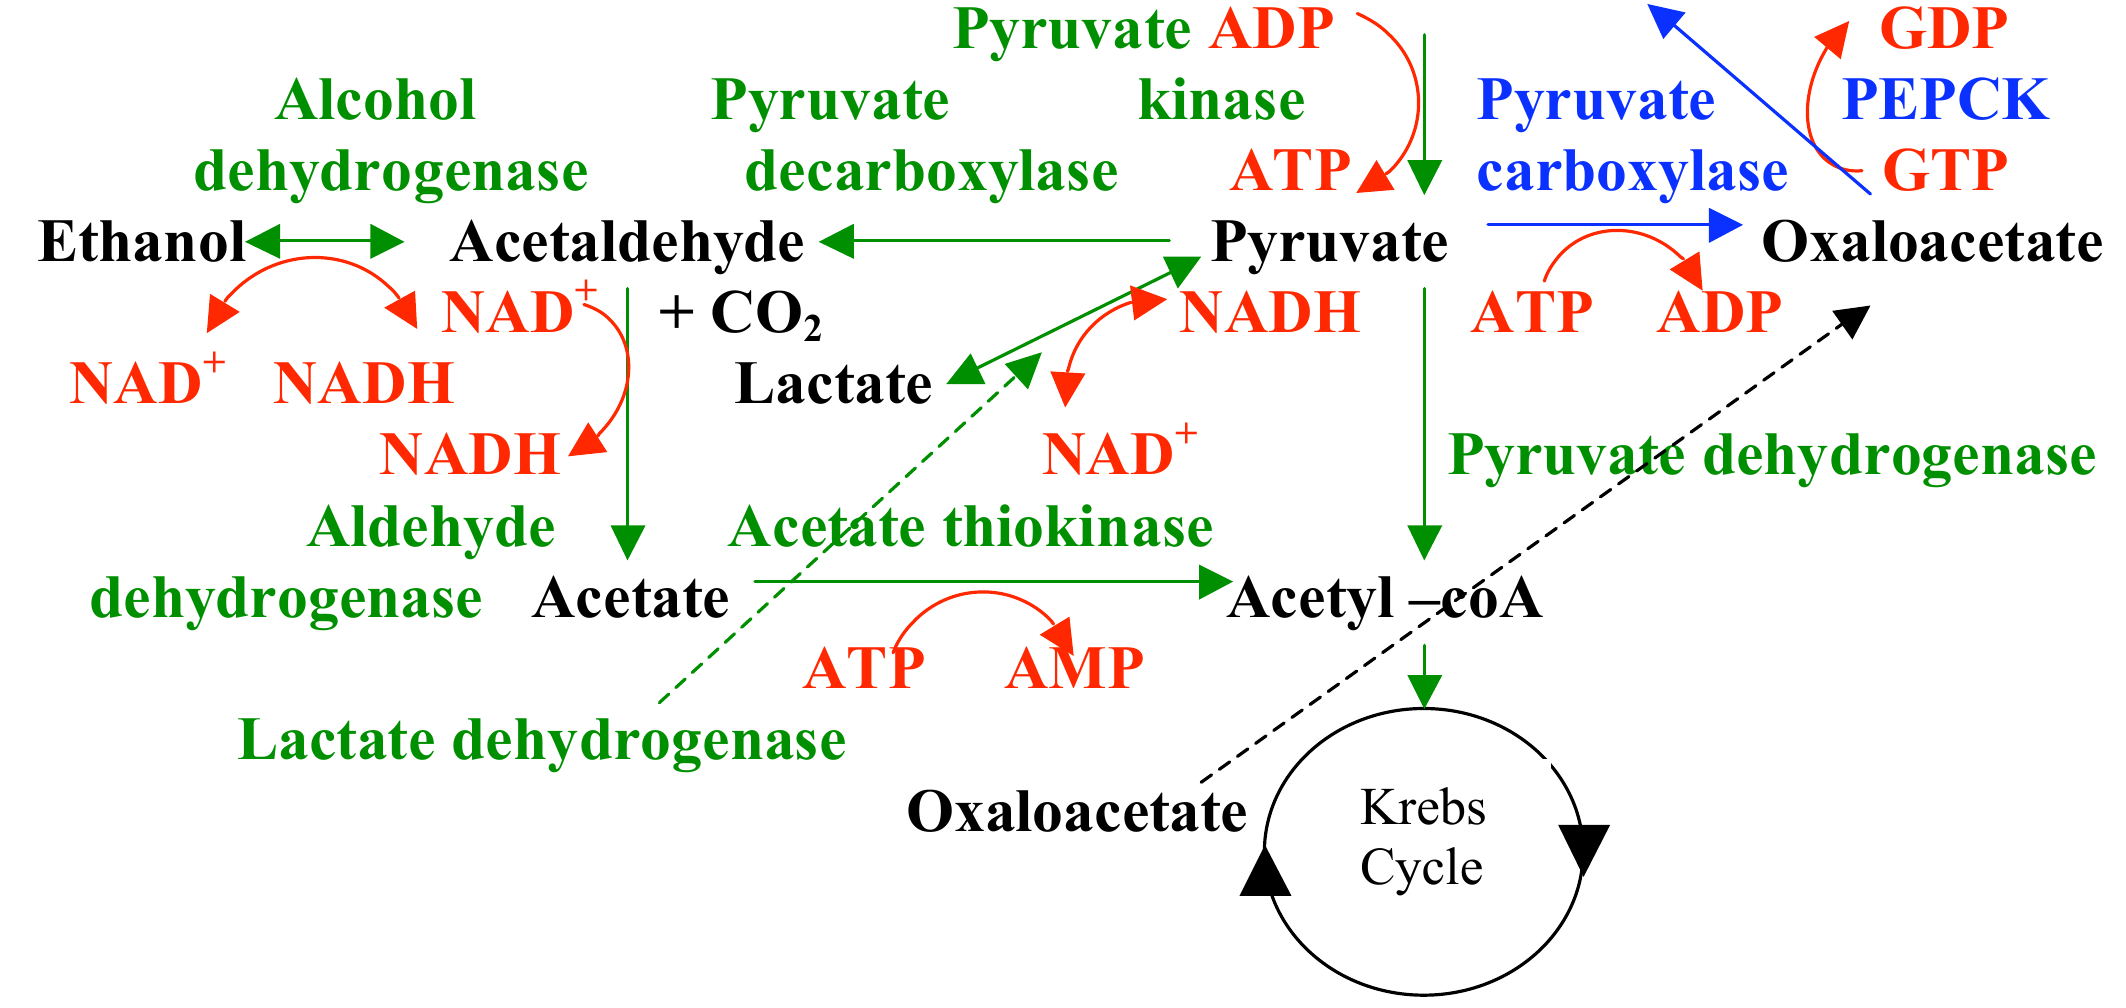 Pyruvate ADP GDP
Alcohol Pyruvate kinase Pyruvate PEPCK
dehydrogenase decarboxylase ATP carboxylase GTP
Ethanol Acetaldehyde Pyruvate Oxaloacetate
NAD+ + CO2 NADH ATP ADP
NAD+ NADH Lactate
NADH NAD+ Pyruvate dehydrogenase
Aldehyde Acetate thiokinase
dehydrogenase Acetate Acetyl –coA
ATP AMP
Lactate dehydrogenase
Oxaloacetate Krebs
Cycle